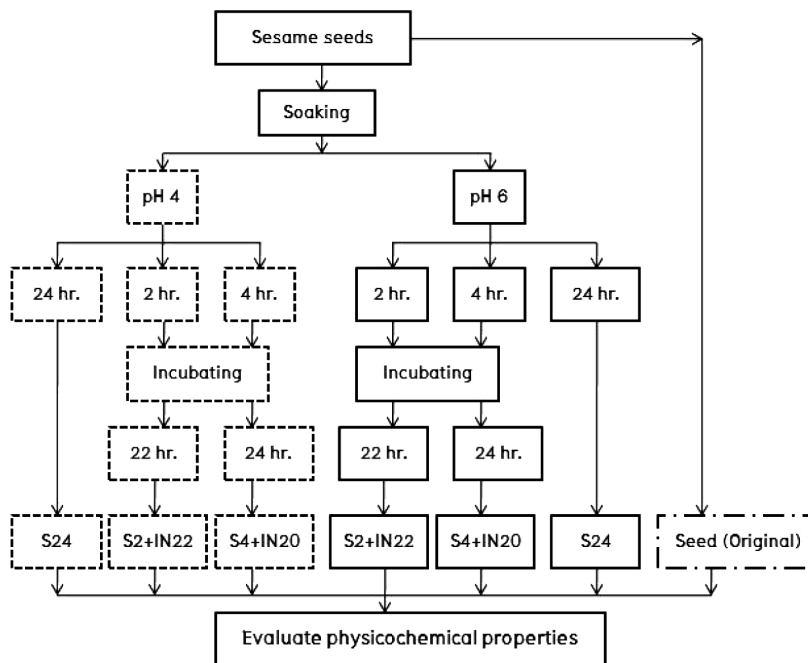 Sesame seeds
Soaking
pH 4
pH 6
24 hr.
2 hr.
4 hr.
2 hr.
4 hr.
24 hr.
Incubating
Incubating
22 hr.
24 hr.
22 hr.
24 hr.
S24
S2+IN22
S4+IN20
S2+IN22
S4+IN20
S24
Seed (Original)
Evaluate physicochemical properties